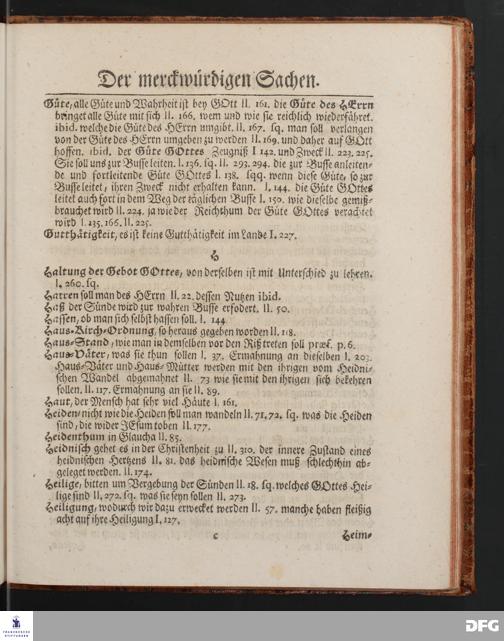 Der merckwürdigen Sachen.
Güte, alle Güte und Wahrheit ist bey GOtt II. 161. die Güte des HErrn
bringet alle Güte mit sich II. 166. wem und wie sie reichlich wiederfähret.
ibid. welche die Güte des HErrn umgibt. II. 167. sq. man soll verlangen
von der Güte des HErrn umgeben zu werden II. 169. und daher auf GOtt
hoffen. ibid. der Güte GOttes Zeugniß I 142. und Zweck II. 223. 225.
Sie soll uns zur Busse leiten. I. 136. sq. II. 293. 294. die zur Busse anleiten-
de und fortleitende Güte GOttes I. 138. sqq. wenn diese Güte, so zur
Busse leitet, ihren Zweck nicht erhalten kann. I. 144. die Güte GOttes
leitet auch fort in dem Weg der täglichen Busse I. 150. wie dieselbe gemiß-
brauchet wird II. 224. ja wie der Reichthum der Güte GOttes verachtet
wird I. 135. 166. II. 225.
Gutthätigkeit, es ist keine Gutthätigkeit im Lande I. 227.
H
Haltung der Gebot GOttes, von derselben ist mit Unterschied zu lehren.
I. 260. sq.
Harren soll man des HErrn II. 22. dessen Nutzen ibid.
Haß der Sünde wird zur wahren Busse erfodert. II. 50.
Hassen, ob man sich selbst hassen soll. I. 144.
Haus-Kirch-Ordnung, so heraus gegeben worden II. 118.
Haus-Stand, wie man in demselben vor den Riß treten soll præf. p. 6.
Haus-Väter, was sie thun sollen I. 37. Ermahnung an dieselben I. 203.
Haus-Väter und Haus-Mütter werden mit den ihrigen vom Heidni-
schen Wandel abgemahnet II. 73 wie sie mit den ihrigen sich bekehren
sollen. II. 117. Ermahnung an sie II. 89.
Haut, der Mensch hat sehr viel Häute I. 161.
Heiden/nicht wie die Heiden soll man wandeln II. 71, 72. sq. was die Heiden
sind, die wider JEsum toben II. 177.
Heidenthum in Glaucha II. 85.
Heidnisch gehet es in der Christenheit zu II. 310. der innere Zustand eines
heidnischen Hertzens II. 81. das heidnische Wesen muß schlechthin ab-
geleget werden. II. 174.
Heilige, bitten um Vergebung der Sünden II. 18. sq. welches GOttes Hei-
lige sind II. 272. sq. was sie seyn sollen II. 273.
Heiligung, wodurch wir dazu erwecket werden II. 57. manche haben fleißig
acht auf ihre Heiligung I. 127.
c Heim-
FRANCKESCHE
STIFTUNGEN
DFG